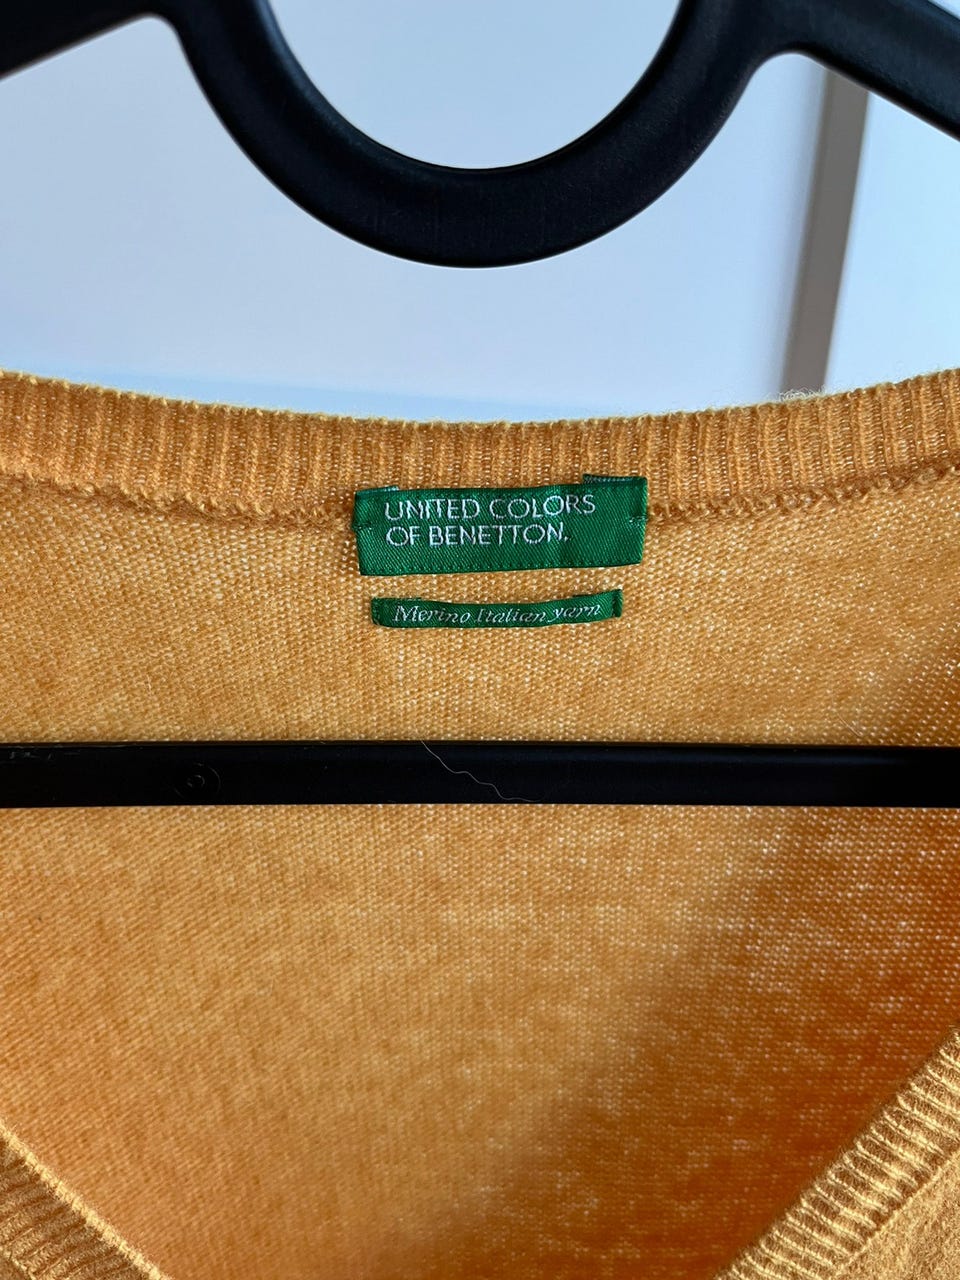 UNITED COLORS
OF BENETTON.
Merino Italian yarn